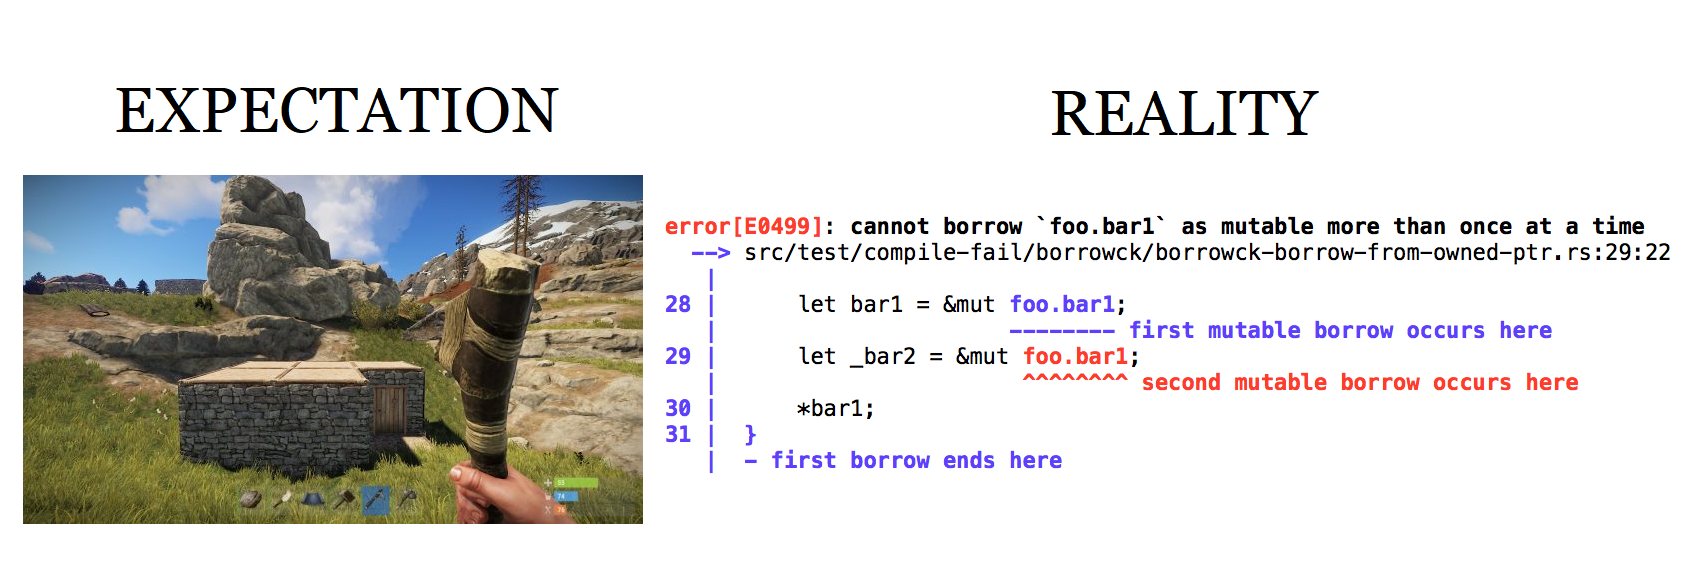 EXPECTATION
REALITY
error[E0499]: cannot borrow `foo.bar1` as mutable more than once at a time
--> src/test/compile-fail/borrowck/borrowck-borrow-from-owned-ptr.rs:29:22
|
28 | let bar1 = &mut foo.bar1;
| -------- first mutable borrow occurs here
29 | let _bar2 = &mut foo.bar1;
| ^^^^^^^^ second mutable borrow occurs here
30 | *bar1;
31 | }
| - first borrow ends here
74